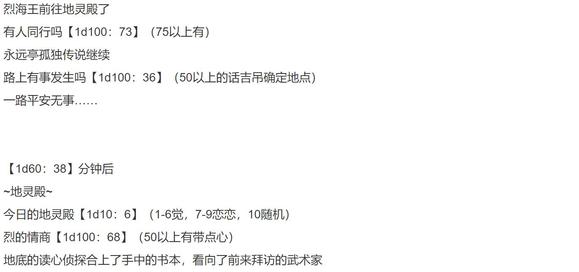 烈海王前往地灵殿了
有人同行吗【1d100：73】（75以上有）
永远亭孤独传说继续
路上有事发生吗【1d100：36】（50以上的话吉吊确定地点）
一路平安无事……
【1d60：38】分钟后
~地灵殿~
今日的地灵殿【1d10：6】（1-6觉，7-9恋恋，10随机）
烈的情商【1d100：68】（50以上有带点心）
地底的读心侦探合上了手中的书本，看向了前来拜访的武术家